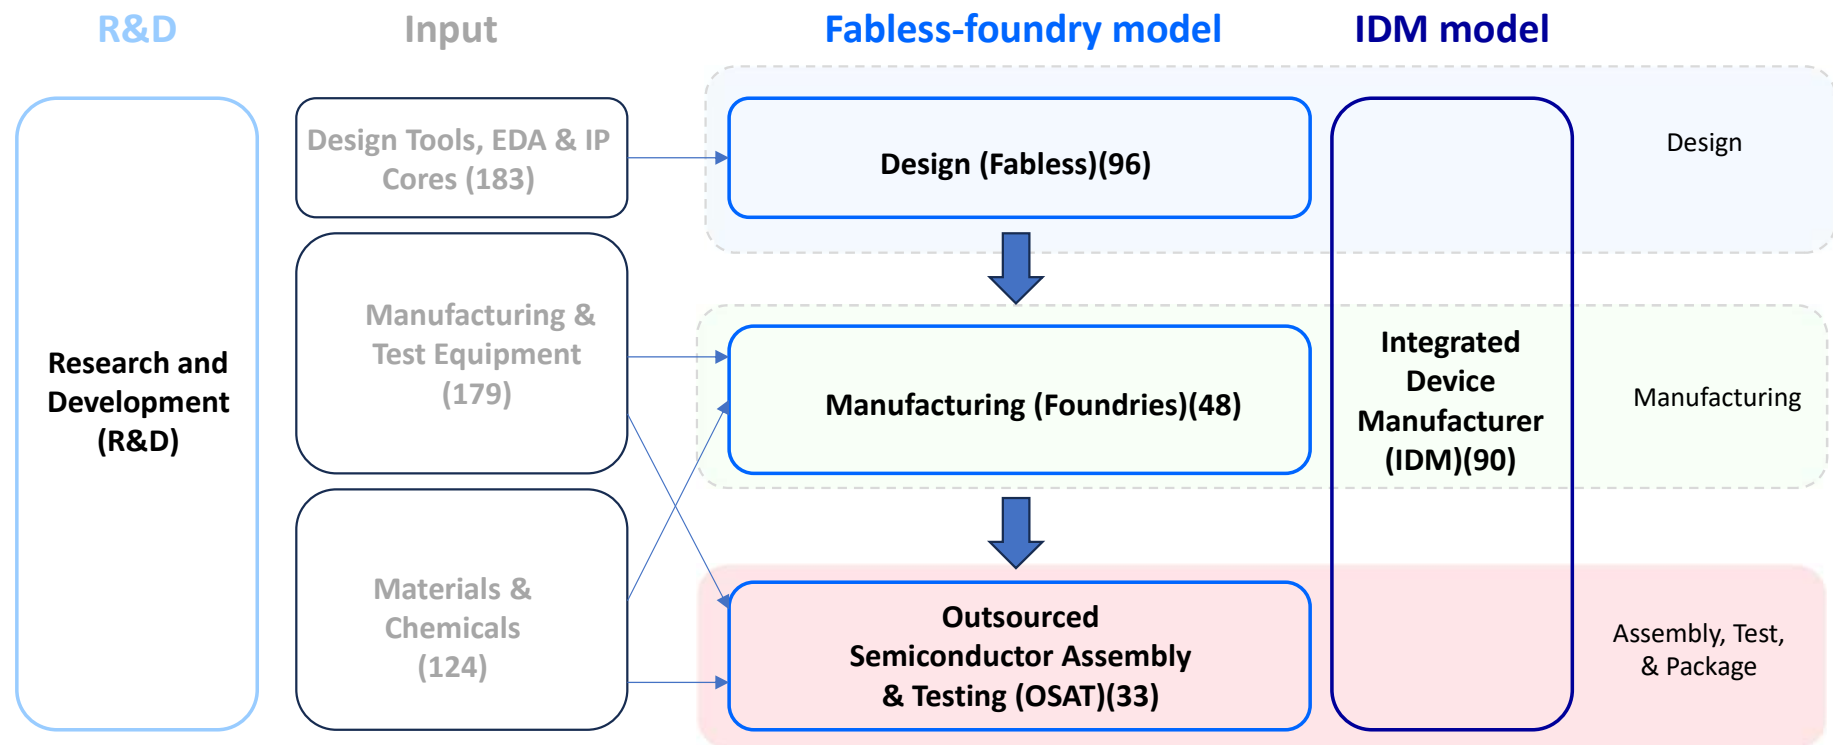 R&D
Input
Fabless-foundry model
IDM model
Research and
Development
(R&D)
Design Tools, EDA & IP
Cores (183)
Manufacturing &
Test Equipment
(179)
Materials &
Chemicals
(124)
Design (Fabless)(96)
Manufacturing (Foundries)(48)
Outsourced
Semiconductor Assembly
& Testing (OSAT)(33)
Integrated
Device
Manufacturer
(IDM)(90)
Design
Manufacturing
Assembly, Test,
& Package